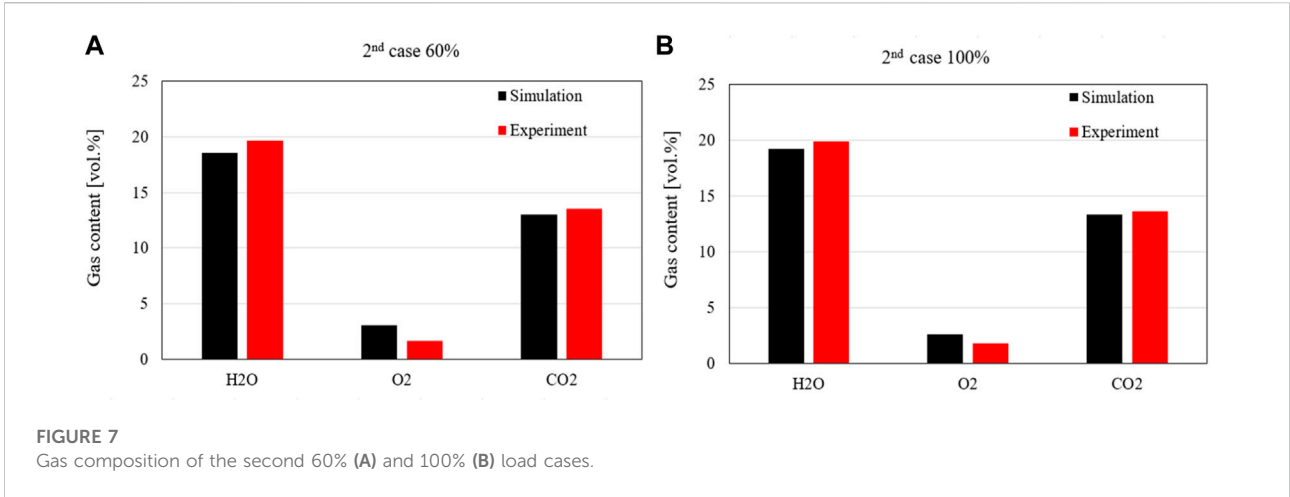 A
2nd case 60%
Gas content [vol.%]
25
20
15
10
5
0
Simulation
Experiment
H2O
O2
CO2
B
2nd case 100%
Gas content [vol.%]
25
20
15
10
5
0
Simulation
Experiment
H2O
O2
CO2
FIGURE 7
Gas composition of the second 60% (A) and 100% (B) load cases.